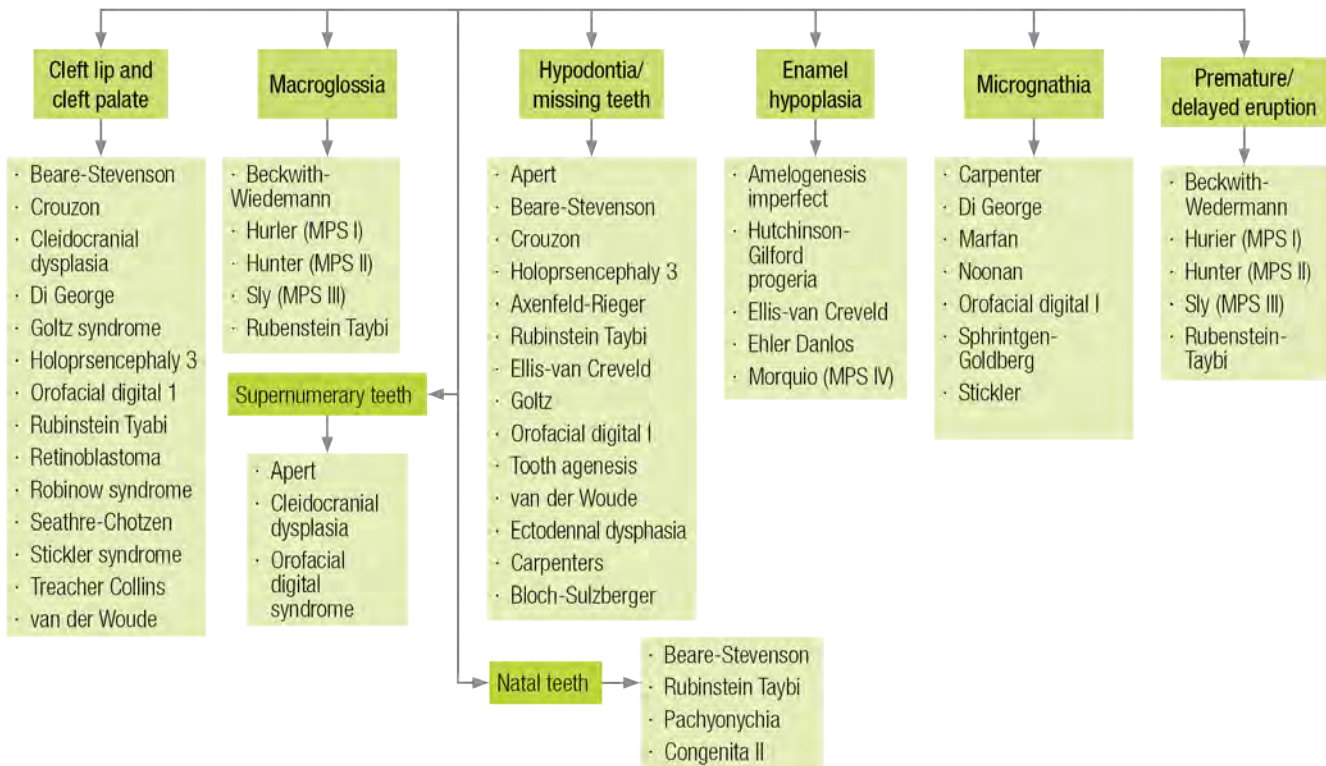 Cleft lip and
cleft palate
· Beare-Stevenson
· Crouzon
· Cleidocranial
dysplasia
· Di George
· Goltz syndrome
· Holoprsencephaly 3
· Orofacial digital 1
· Rubinstein Tyabi
· Retinoblastoma
· Robinow syndrome
· Seathre-Chotzen
· Stickler syndrome
· Treacher Collins
· van der Woude
Macroglossia
· Beckwith-
Wiedemann
· Hurler (MPS I)
· Hunter (MPS II)
· Sly (MPS III)
· Rubenstein Taybi
Supernumerary teeth
· Apert
· Cleidocranial
dysplasia
· Orofacial
digital
syndrome
Hypodontia/
missing teeth
· Apert
· Beare-Stevenson
· Crouzon
· Holoprsencephaly 3
· Axenfeld-Rieger
· Rubinstein Taybi
· Ellis-van Creveld
· Goltz
· Orofacial digital I
· Tooth agenesis
· van der Woude
· Ectodennal dysphasia
· Carpenters
· Bloch-Sulzberger
Natal teeth
· Beare-Stevenson
· Rubinstein Taybi
· Pachyonychia
· Congenita II
Enamel
hypoplasia
· Amelogenesis
imperfect
· Hutchinson-
Gilford
progeria
· Ellis-van Creveld
· Ehler Danlos
· Morquio (MPS IV)
Micrognathia
· Carpenter
· Di George
· Marfan
· Noonan
· Orofacial digital I
· Sphrintgen-
Goldberg
· Stickler
Premature/
delayed eruption
· Beckwith-
Wedermann
· Hurier (MPS I)
· Hunter (MPS II)
· Sly (MPS III)
· Rubenstein-
Taybi